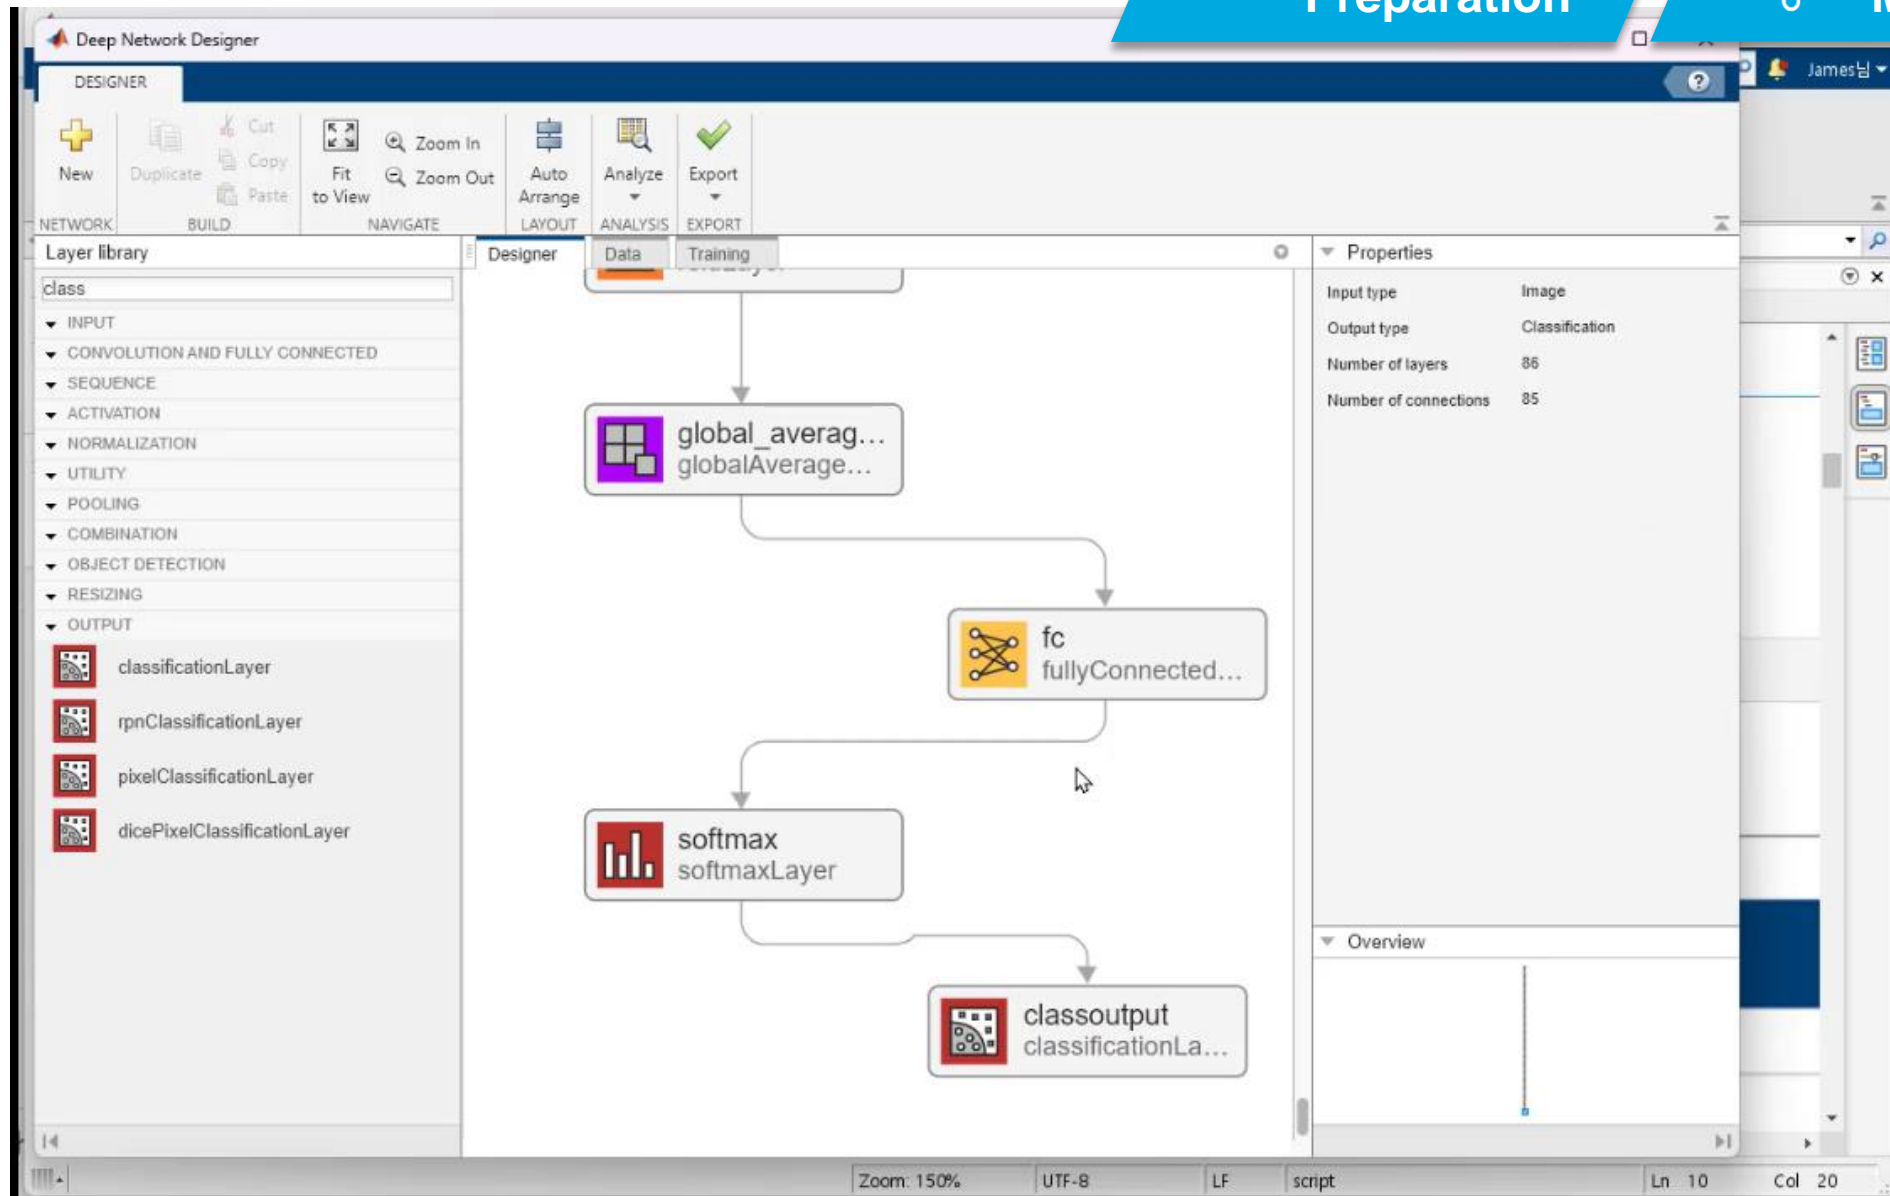 Preparation
Deep Network Designer
James님
DESIGNER
New
Duplicate
Cut
Copy
Paste
Fit
to View
Zoom In
Zoom Out
Auto
Arrange
Analyze
Export
NETWORK
BUILD
NAVIGATE
LAYOUT
ANALYSIS
EXPORT
Layer library
class
INPUT
CONVOLUTION AND FULLY CONNECTED
SEQUENCE
ACTIVATION
NORMALIZATION
UTILITY
POOLING
COMBINATION
OBJECT DETECTION
RESIZING
OUTPUT
classificationLayer
rpnClassificationLayer
pixelClassificationLayer
dicePixelClassificationLayer
Designer
Data
Training
global_averag...
globalAverage...
fc
fullyConnected...
softmax
softmaxLayer
classoutput
classificationLa...
Properties
Input type Image
Output type Classification
Number of layers 86
Number of connections 85
Overview
Zoom: 150%
UTF-8
LF
script
Ln 10
Col 20